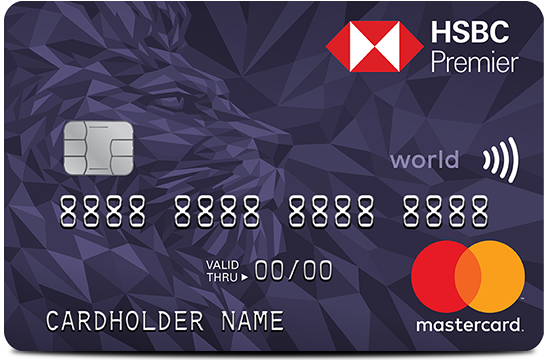 HSBC
Premier
world
8888 8888 8888 8888
VALID
THRU ▶ 00/00
CARDHOLDER NAME
mastercard.